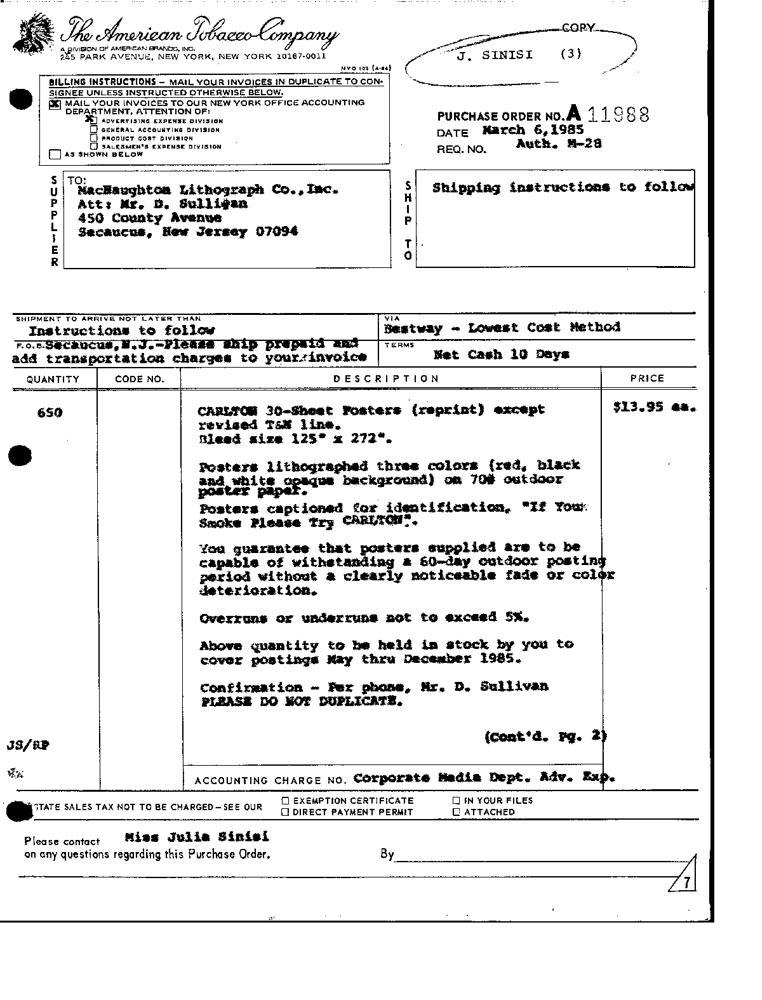 The American Tobacco Company
A DIVISION OF AMERICAN BRANDS, INC.
245 PARK AVENUE, NEW YORK, NEW YORK 10167-0011
COPY
J. SINISI (3)
NYO 102 (4-84)
BILLING INSTRUCTIONS – MAIL YOUR INVOICES IN DUPLICATE TO CON-
SIGNEE UNLESS INSTRUCTED OTHERWISE BELOW.
MAIL YOUR INVOICES TO OUR NEW YORK OFFICE ACCOUNTING
DEPARTMENT, ATTENTION OF:
ADVERTISING EXPENSE DIVISION
GENERAL ACCOUNTING DIVISION
PRODUCT COST DIVISION
SALESMEN'S EXPENSE DIVISION
AS SHOWN BELOW
PURCHASE ORDER NO. A 11988
DATE March 6, 1985
REQ. NO. Auth. M-28
SUPPLIER
TO:
MacNaughton Lithograph Co., Inc.
Att: Mr. D. Sullivan
450 County Avenue
Secaucus, New Jersey 07094
SHIP TO
Shipping instructions to follow
SHIPMENT TO ARRIVE NOT LATER THAN
Instructions to follow
VIA
Bestway - Lowest Cost Method
F.O.B. Secaucus, N.J.-Please ship prepaid and
add transportation charges to your invoice
TERMS
Net Cash 10 Days
QUANTITY CODE NO. DESCRIPTION PRICE
650 CARLTON 30-Sheet Posters (reprint) except $13.95 ea.
revised T&N line.
Bleed size 125" x 272".
Posters lithographed three colors (red, black
and white opaque background) on 70# outdoor
poster paper.
Posters captioned for identification, "If You
Smoke Please Try CARLTON".
You guarantee that posters supplied are to be
capable of withstanding a 60-day outdoor posting
period without a clearly noticeable fade or color
deterioration.
Overruns or underruns not to exceed 5%.
Above quantity to be held in stock by you to
cover postings May thru December 1985.
Confirmation - Per phone, Mr. D. Sullivan
PLEASE DO NOT DUPLICATE.
(Cont'd. Pg. 2)
JS/RP
ACCOUNTING CHARGE NO. Corporate Media Dept. Adv. Exp.
STATE SALES TAX NOT TO BE CHARGED – SEE OUR
EXEMPTION CERTIFICATE
DIRECT PAYMENT PERMIT
IN YOUR FILES
ATTACHED
Please contact Miss Julia Sinisi
on any questions regarding this Purchase Order.
By
7